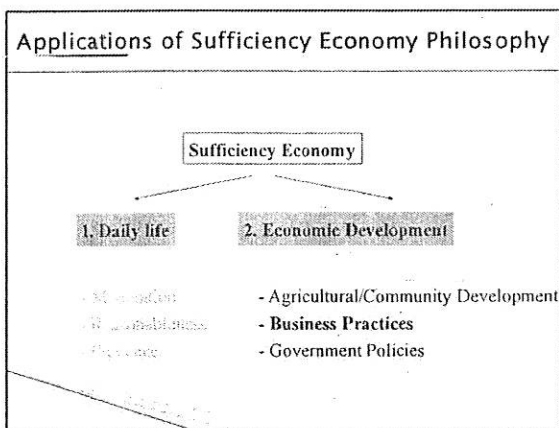 Applications of Sufficiency Economy Philosophy
Sufficiency Economy
1. Daily life
2. Economic Development
- Agricultural/Community Development
- Business Practices
- Government Policies